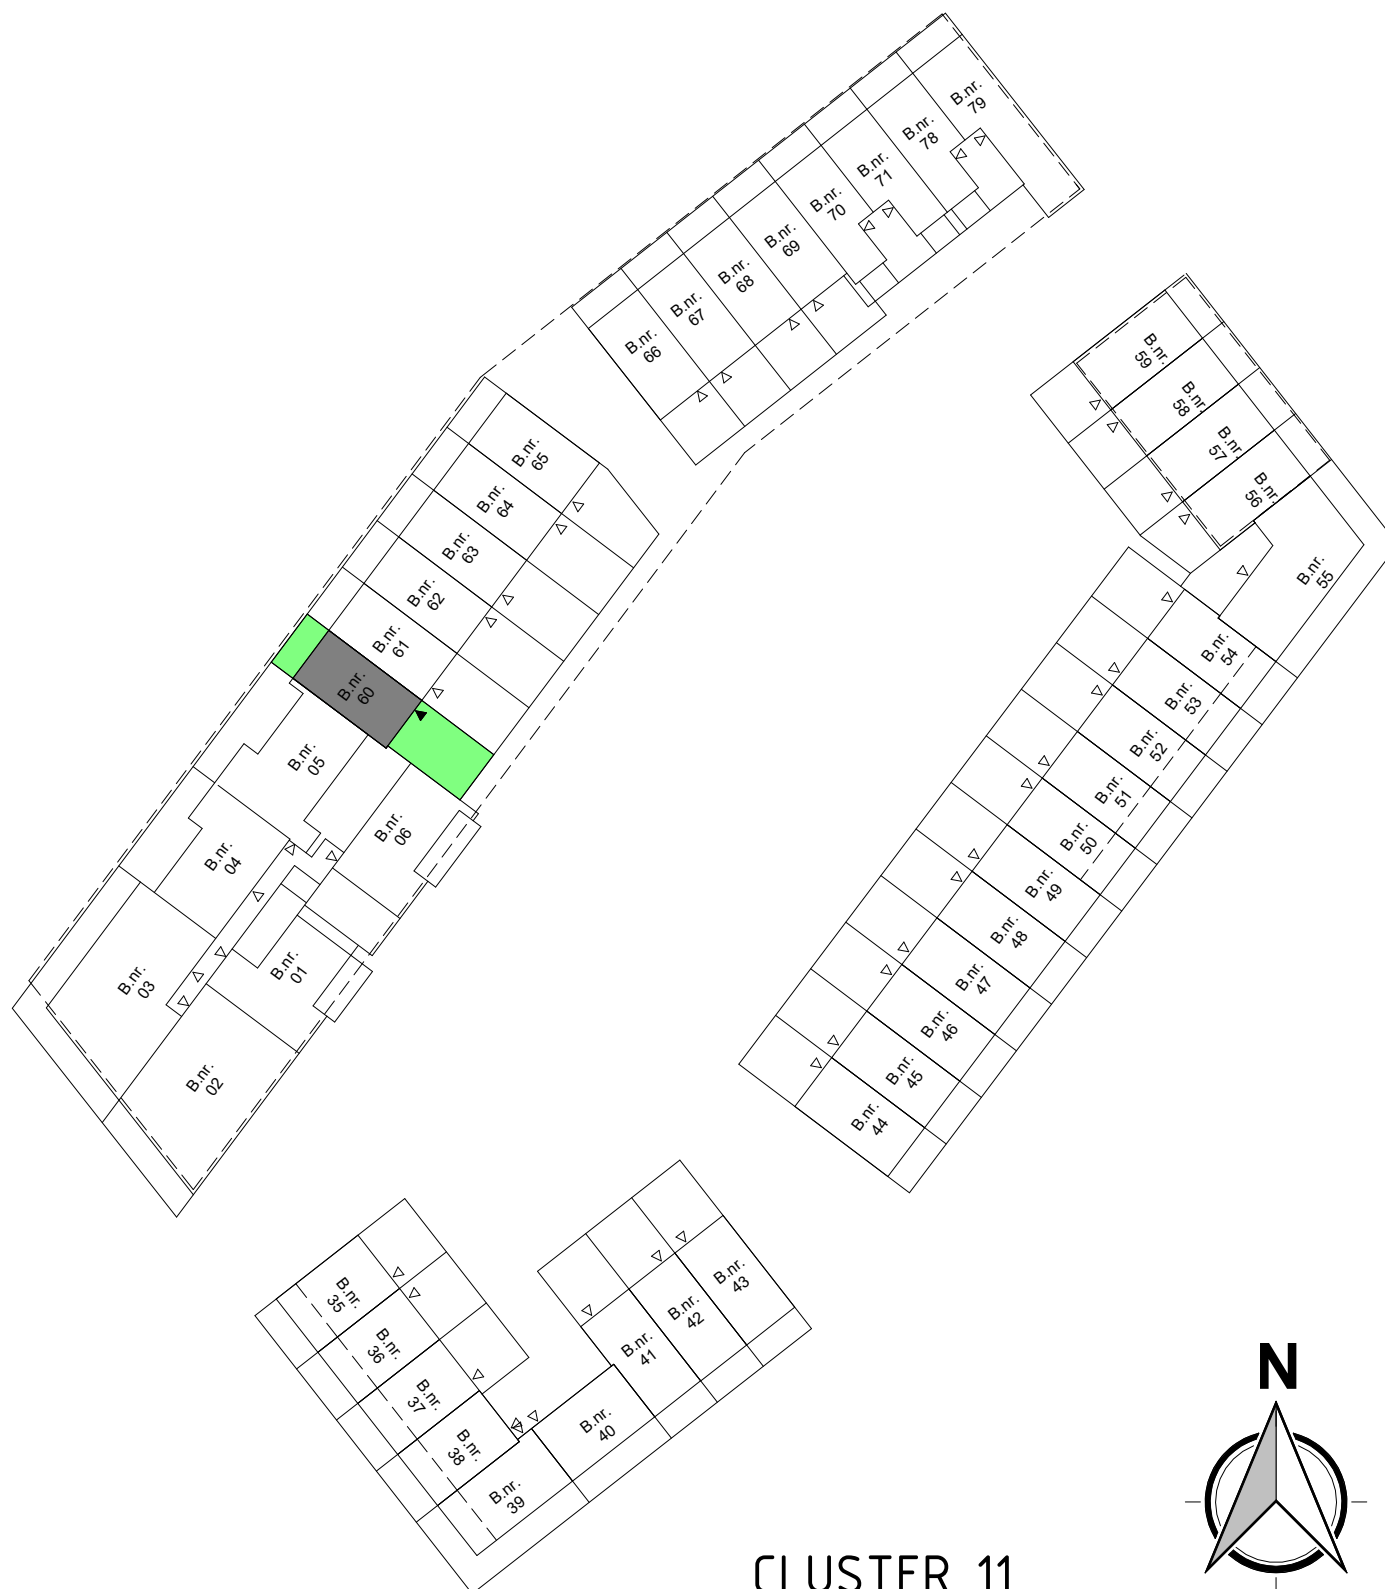 B.nr.
79
B.nr.
78
B.nr.
71
B.nr.
70
B.nr.
69
B.nr.
68
B.nr.
67
B.nr.
66
B.nr.
59
B.nr.
58
B.nr.
57
B.nr.
56
B.nr.
55
B.nr.
65
B.nr.
64
B.nr.
63
B.nr.
62
B.nr.
61
B.nr.
60
B.nr.
05
B.nr.
06
B.nr.
04
B.nr.
03
B.nr.
01
B.nr.
02
B.nr.
54
B.nr.
53
B.nr.
52
B.nr.
51
B.nr.
50
B.nr.
49
B.nr.
48
B.nr.
47
B.nr.
46
B.nr.
45
B.nr.
44
B.nr.
35
B.nr.
36
B.nr.
37
B.nr.
38
B.nr.
39
B.nr.
40
B.nr.
41
B.nr.
42
B.nr.
43
N
CLUSTER 11